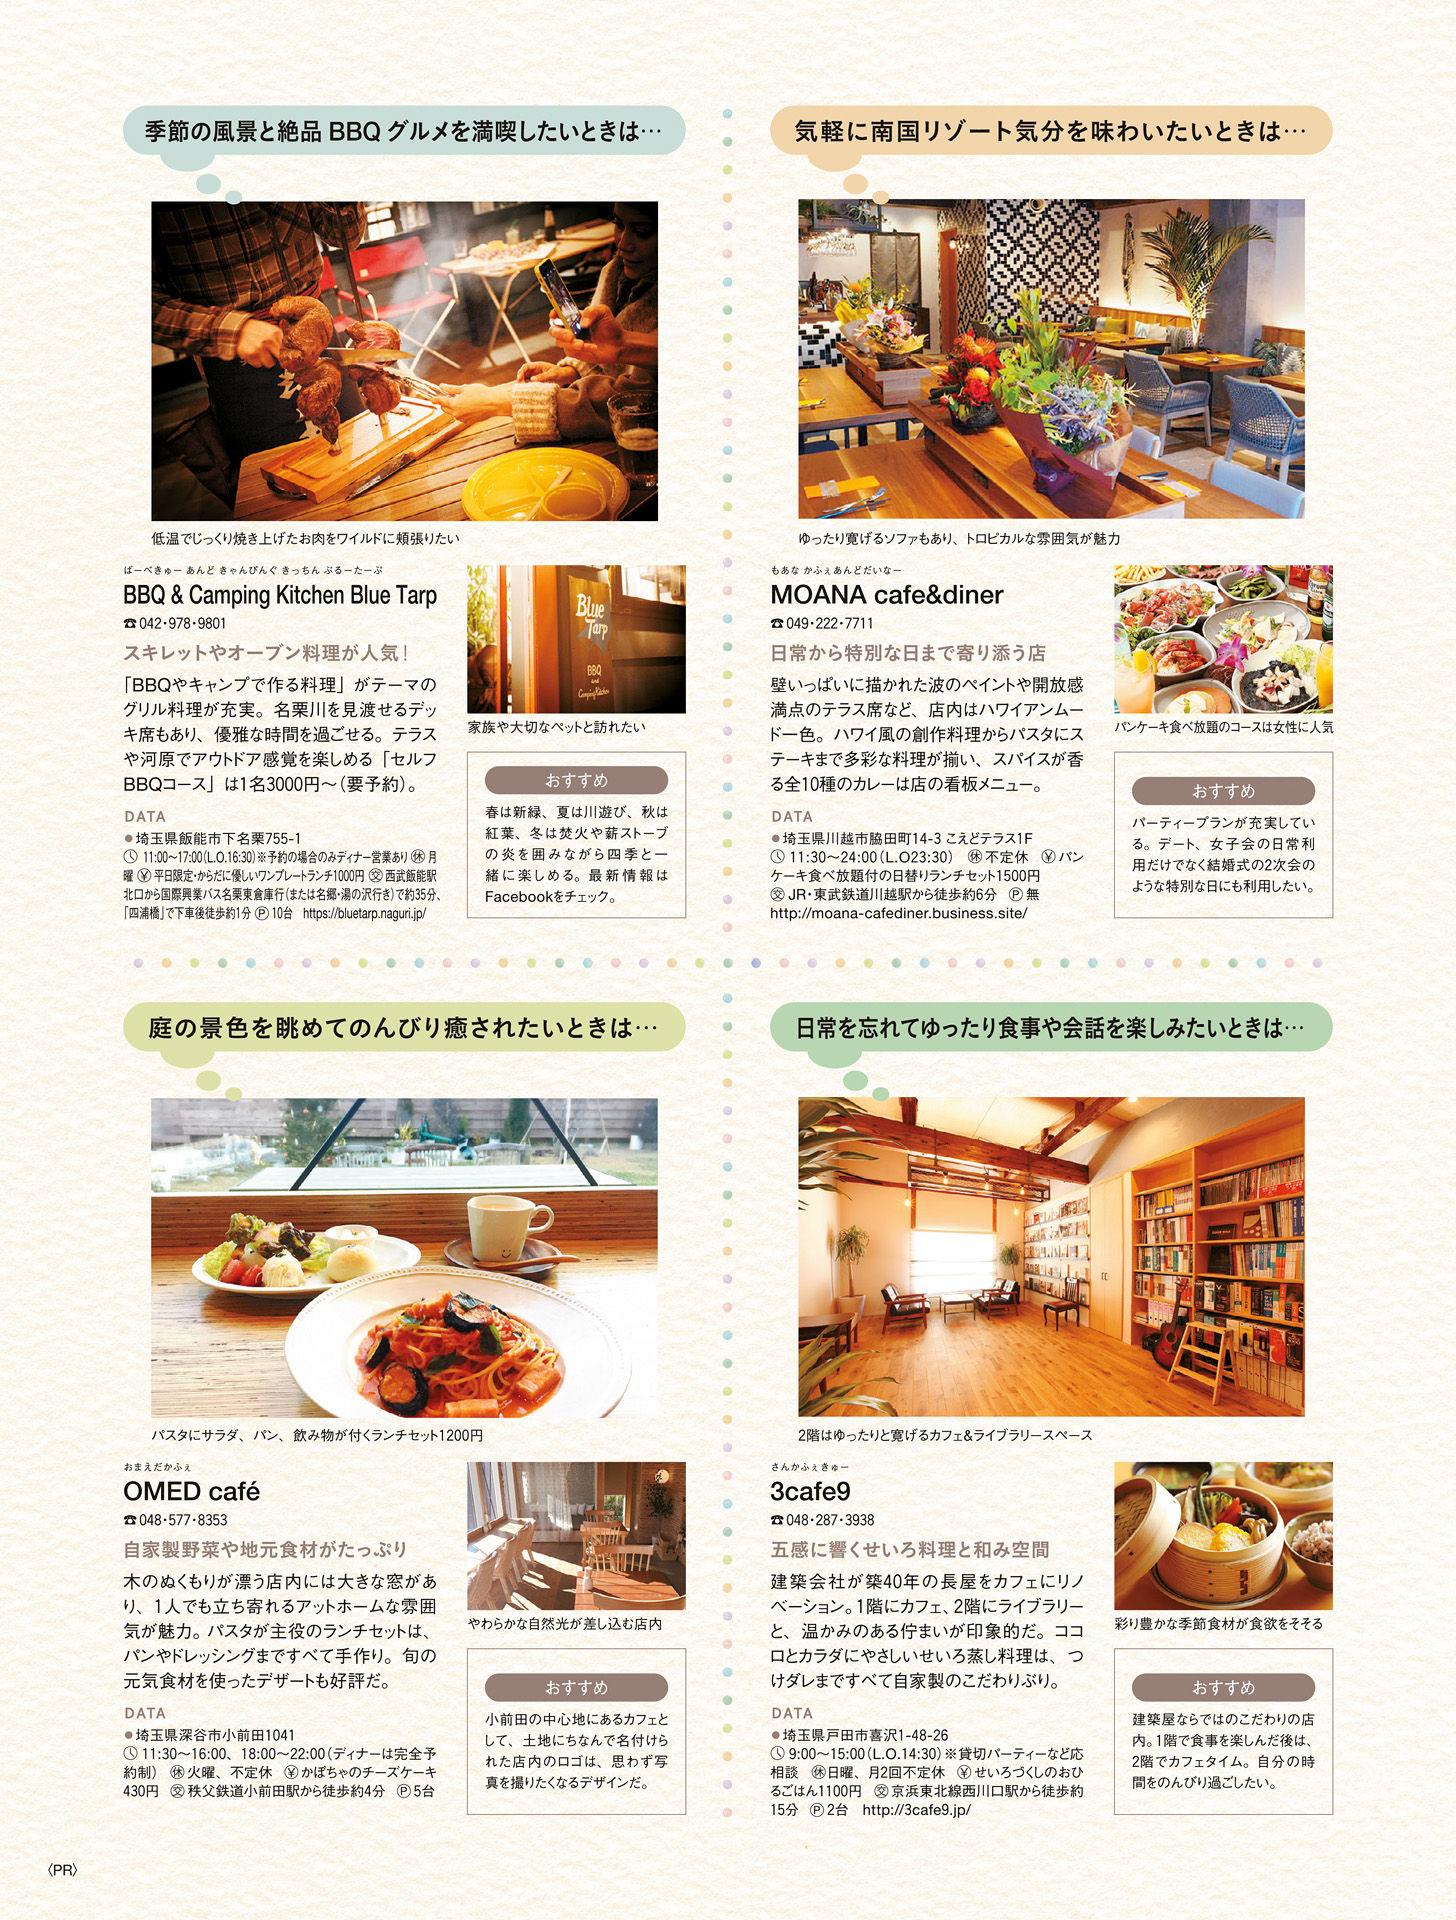 季節の風景と絶品 BBQ グルメを満喫したいときは…
低温でじっくり焼き上げたお肉をワイルドに頬張りたい
ばーべきゅー あんど きゃんぴんぐ きっちん ぶるーたーぷ
BBQ & Camping Kitchen Blue Tarp
☎042・978・9801
スキレットやオーブン料理が人気！
「BBQやキャンプで作る料理」がテーマの
グリル料理が充実。名栗川を見渡せるデッ
キ席もあり、優雅な時間を過ごせる。テラス
や河原でアウトドア感覚を楽しめる「セルフ
BBQコース」は1名3000円〜（要予約）。
DATA
●埼玉県飯能市下名栗755-1
11:00〜17:00（L.O.16:30）※予約の場合のみディナー営業あり ㊡月
曜 ¥平日限定・からだに優しいワンプレートランチ1000円 交西武飯能駅
北口から国際興業バス名栗東倉庫行（または名郷・湯の沢行き）で約35分、
「四浦橋」で下車後徒歩約1分 Ⓟ10台 https://bluetarp.naguri.jp/
Blue
Tarp
BBQ
and
Camping Kitchen
家族や大切なペットと訪れたい
おすすめ
春は新緑、夏は川遊び、秋は
紅葉、冬は焚火や薪ストーブ
の炎を囲みながら四季と一
緒に楽しめる。最新情報は
Facebookをチェック。
気軽に南国リゾート気分を味わいたいときは…
ゆったり寛げるソファもあり、トロピカルな雰囲気が魅力
もあな かふぇあんどだいなー
MOANA cafe&diner
☎049・222・7711
日常から特別な日まで寄り添う店
壁いっぱいに描かれた波のペイントや開放感
満点のテラス席など、店内はハワイアンムー
ド一色。ハワイ風の創作料理からパスタにス
テーキまで多彩な料理が揃い、スパイスが香
る全10種のカレーは店の看板メニュー。
DATA
●埼玉県川越市脇田町14-3 こえどテラス1F
11:30〜24:00（L.O23:30） ㊡不定休 ¥パン
ケーキ食べ放題付の日替りランチセット1500円
交JR・東武鉄道川越駅から徒歩約6分 Ⓟ無
http://moana-cafediner.business.site/
パンケーキ食べ放題のコースは女性に人気
おすすめ
パーティープランが充実してい
る。デート、女子会の日常利
用だけでなく結婚式の2次会の
ような特別な日にも利用したい。
庭の景色を眺めてのんびり癒されたいときは…
パスタにサラダ、パン、飲み物が付くランチセット1200円
おまえだかふぇ
OMED café
☎048・577・8353
自家製野菜や地元食材がたっぷり
木のぬくもりが漂う店内には大きな窓があ
り、1人でも立ち寄れるアットホームな雰囲
気が魅力。パスタが主役のランチセットは、
パンやドレッシングまですべて手作り。旬の
元気食材を使ったデザートも好評だ。
DATA
●埼玉県深谷市小前田1041
11:30〜16:00、18:00〜22:00（ディナーは完全予
約制） ㊡火曜、不定休 ¥かぼちゃのチーズケーキ
430円 交秩父鉄道小前田駅から徒歩約4分 Ⓟ5台
やわらかな自然光が差し込む店内
おすすめ
小前田の中心地にあるカフェと
して、土地にちなんで名付けら
れた店内のロゴは、思わず写
真を撮りたくなるデザインだ。
日常を忘れてゆったり食事や会話を楽しみたいときは…
2階はゆったりと寛げるカフェ&ライブラリースペース
さんかふぇきゅー
3cafe9
☎048・287・3938
五感に響くせいろ料理と和み空間
建築会社が築40年の長屋をカフェにリノ
ベーション。1階にカフェ、2階にライブラリー
と、温かみのある佇まいが印象的だ。ココ
ロとカラダにやさしいせいろ蒸し料理は、つ
けダレまですべて自家製のこだわりぶり。
DATA
●埼玉県戸田市喜沢1-48-26
9:00〜15:00（L.O.14:30）※貸切パーティーなど応
相談 ㊡日曜、月2回不定休 ¥せいろづくしのおひ
るごはん1100円 交京浜東北線西川口駅から徒歩約
15分 Ⓟ2台 http://3cafe9.jp/
彩り豊かな季節食材が食欲をそそる
おすすめ
建築屋ならではのこだわりの店
内。1階で食事を楽しんだ後は、
2階でカフェタイム。自分の時
間をのんびり過ごしたい。
〈PR〉